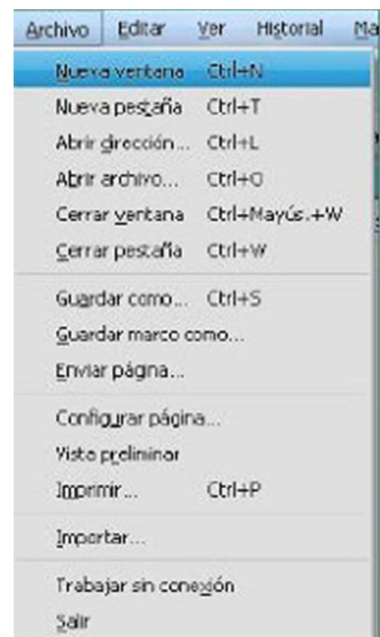 Archivo Editar Ver Historial Ma
Nueva ventana Ctrl+N
Nueva pestaña Ctrl+T
Abrir dirección... Ctrl+L
Abrir archivo... Ctrl+O
Cerrar ventana Ctrl+Mayús.+W
Cerrar pestaña Ctrl+W
Guardar como... Ctrl+S
Guardar marco como...
Enviar página...
Configurar página...
Vista preliminar
Imprimir... Ctrl+P
Importar...
Trabajar sin conexión
Salir